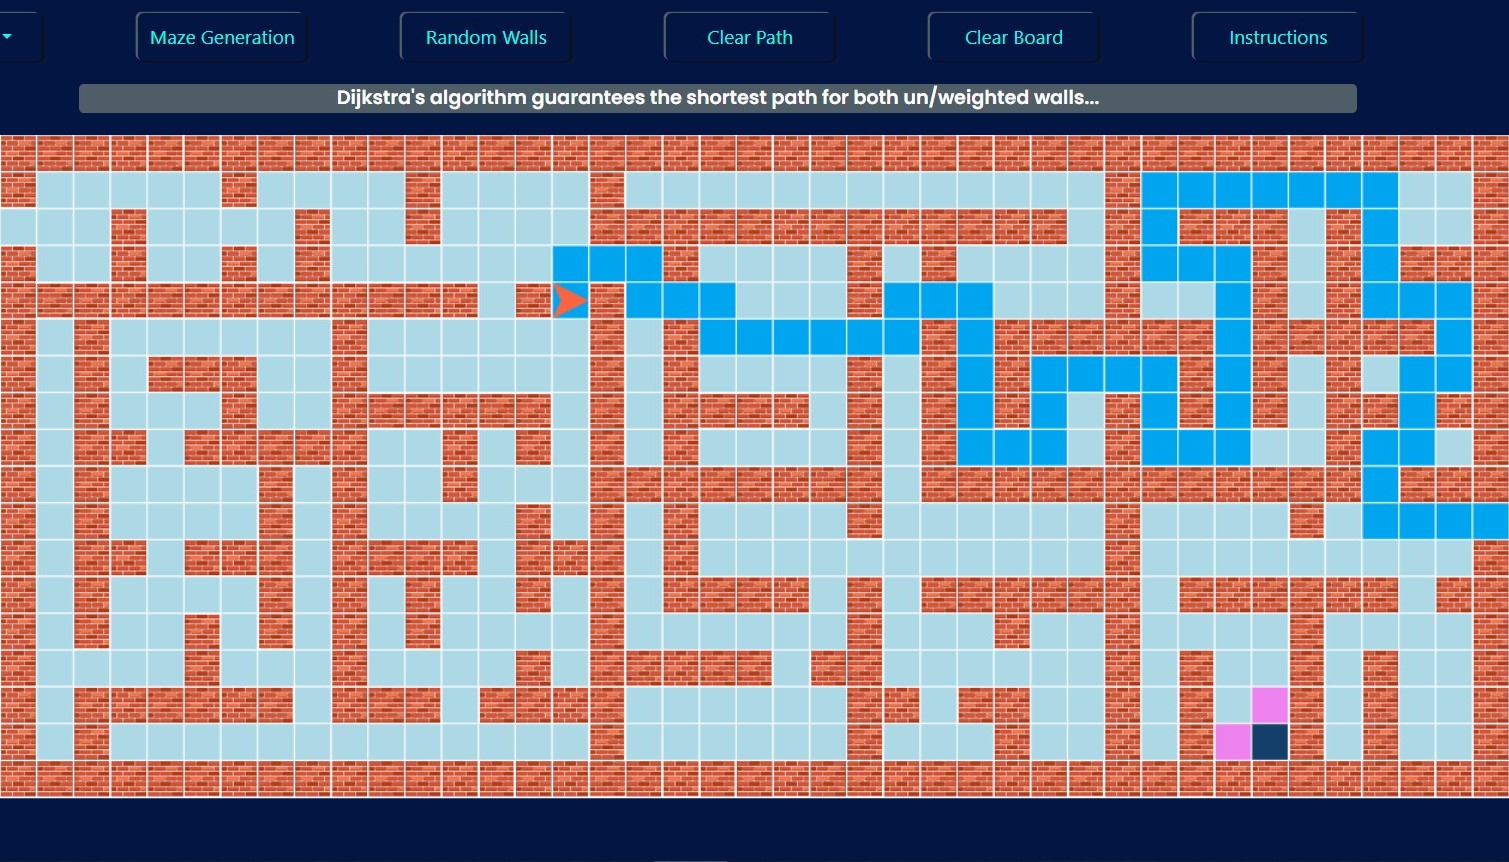 Maze Generation
Random Walls
Clear Path
Clear Board
Instructions
Dijkstra's algorithm guarantees the shortest path for both un/weighted walls...